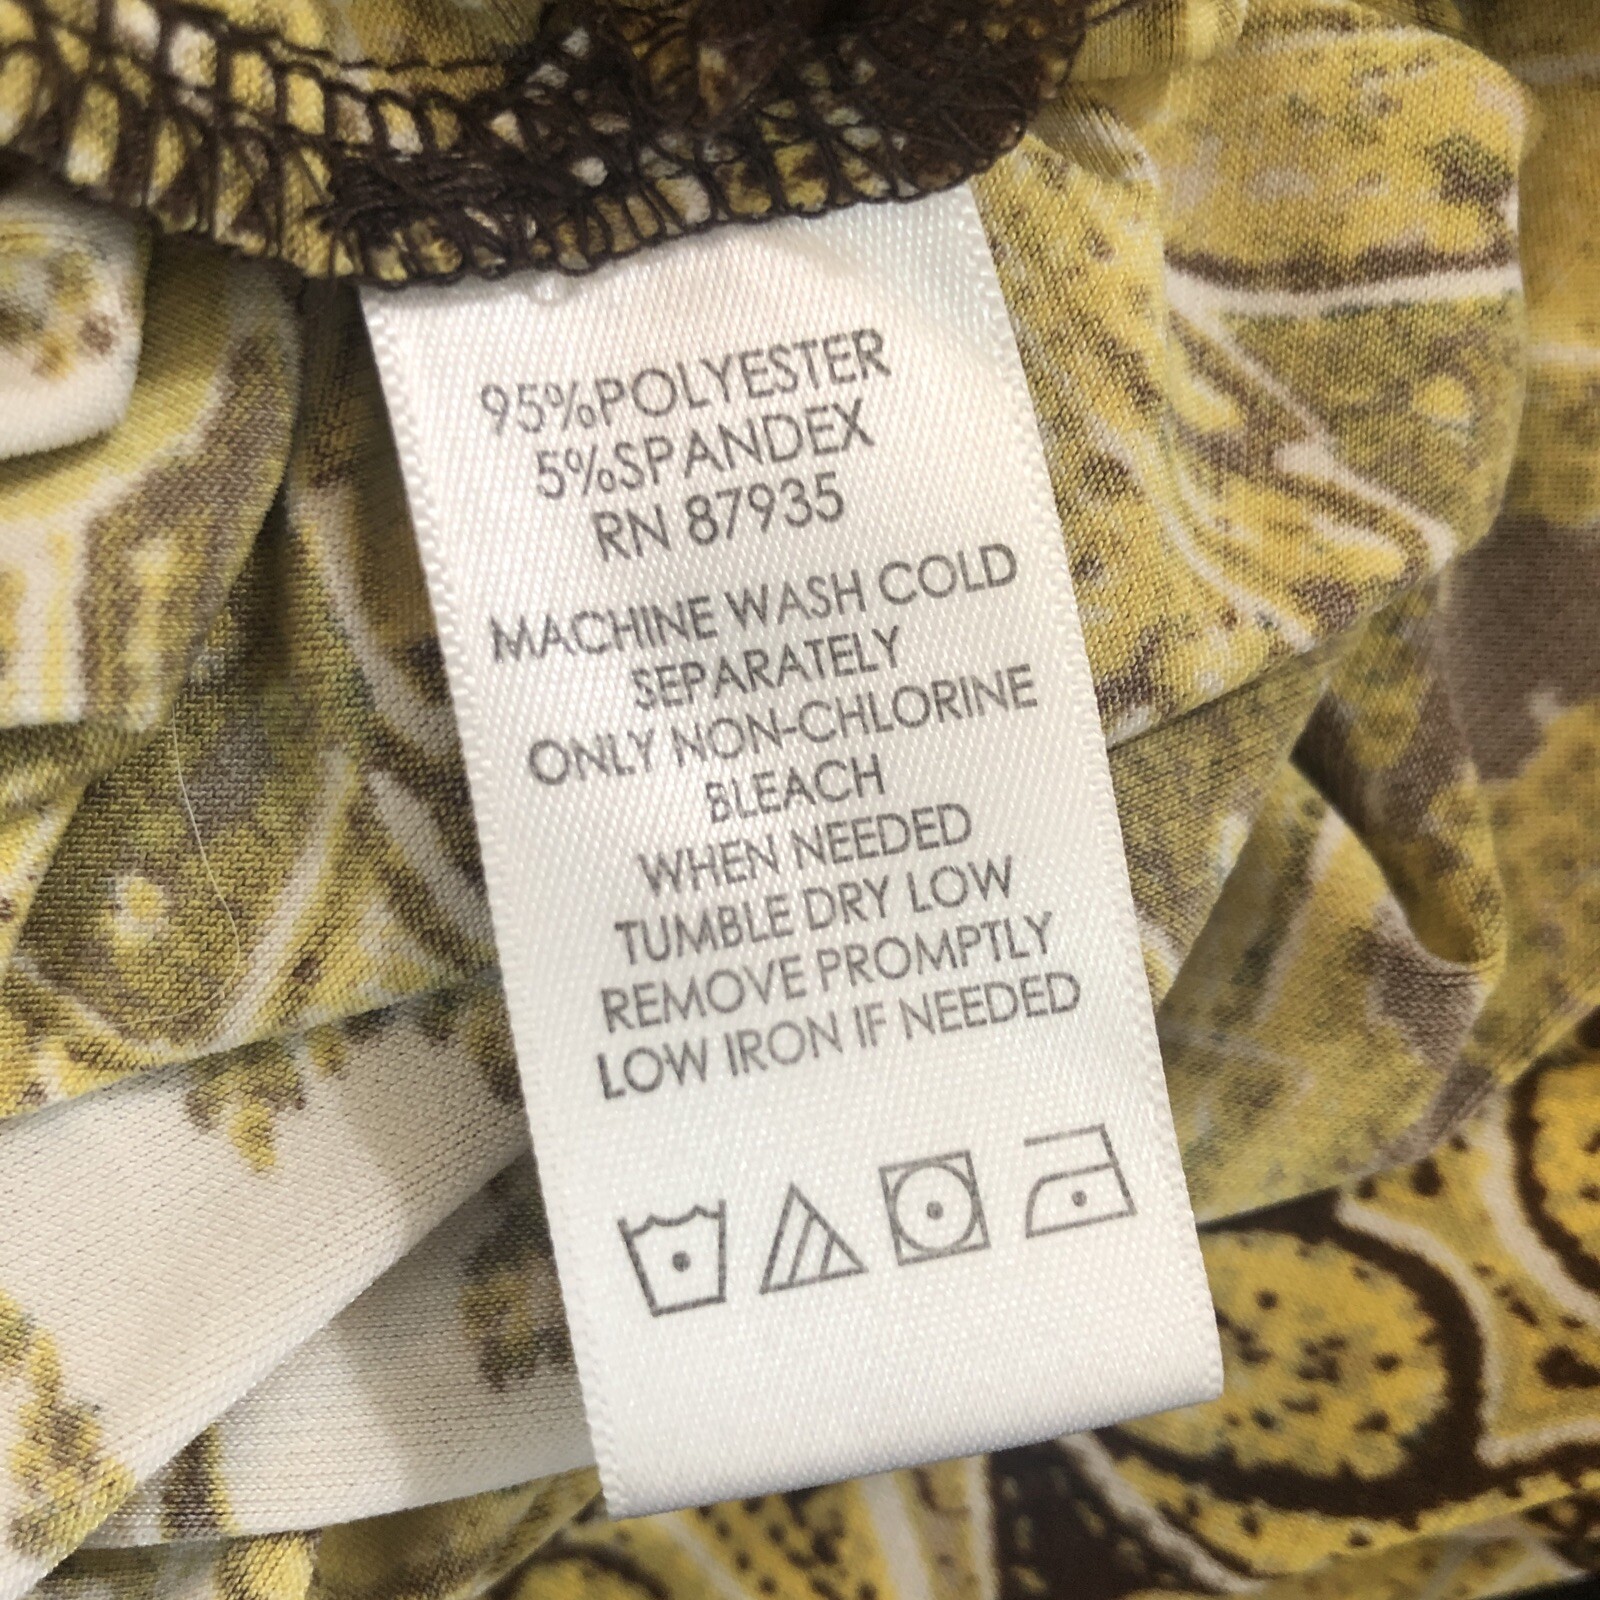 95%POLYESTER
5%SPANDEX
RN 87935
MACHINE WASH COLD
SEPARATELY
ONLY NON-CHLORINE
BLEACH
WHEN NEEDED
TUMBLE DRY LOW
REMOVE PROMPTLY
LOW IRON IF NEEDED